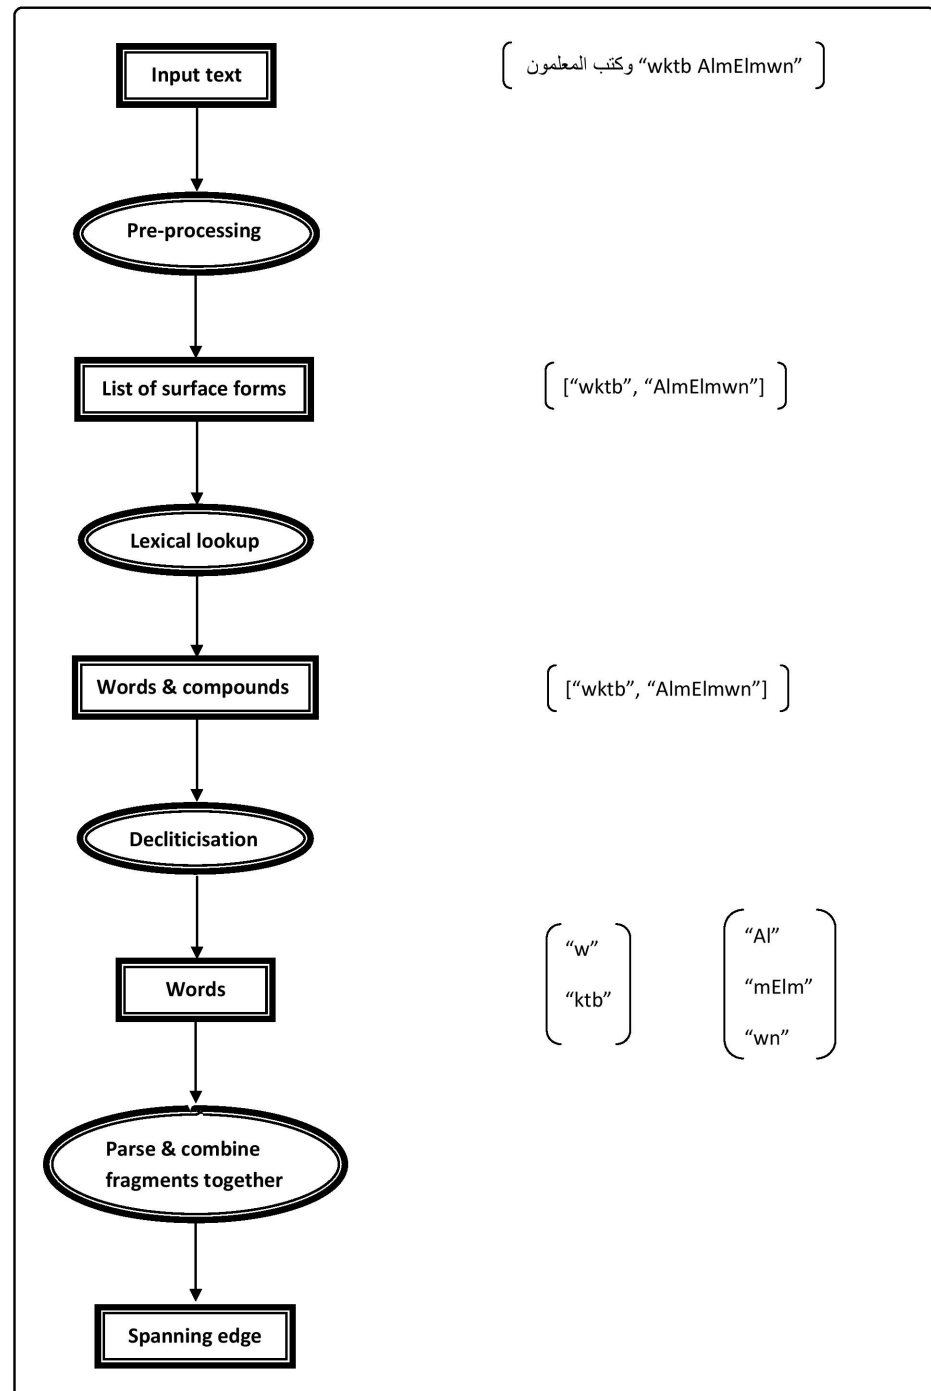 Input text
وكتب المعلمون “wktb AlmElmwn”
Pre-processing
List of surface forms
[“wktb”, “AlmElmwn”]
Lexical lookup
Words & compounds
[“wktb”, “AlmElmwn”]
Decliticisation
Words
“w”
“ktb”
“Al”
“mElm”
“wn”
Parse & combine
fragments together
Spanning edge